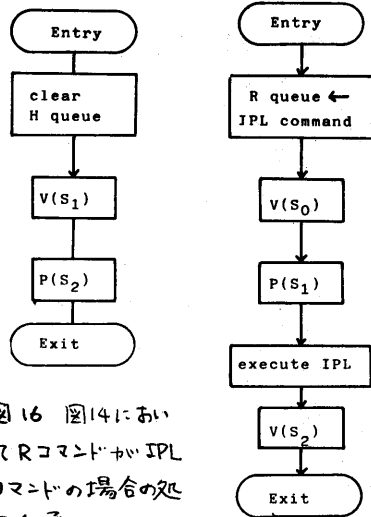 Entry
clear
H queue
V(S₁)
P(S₂)
Exit
Entry
R queue ←
IPL command
V(S₀)
P(S₁)
execute IPL
V(S₂)
Exit
図16 図14におい
てRコマンドがIPL
コマンドの場合の処